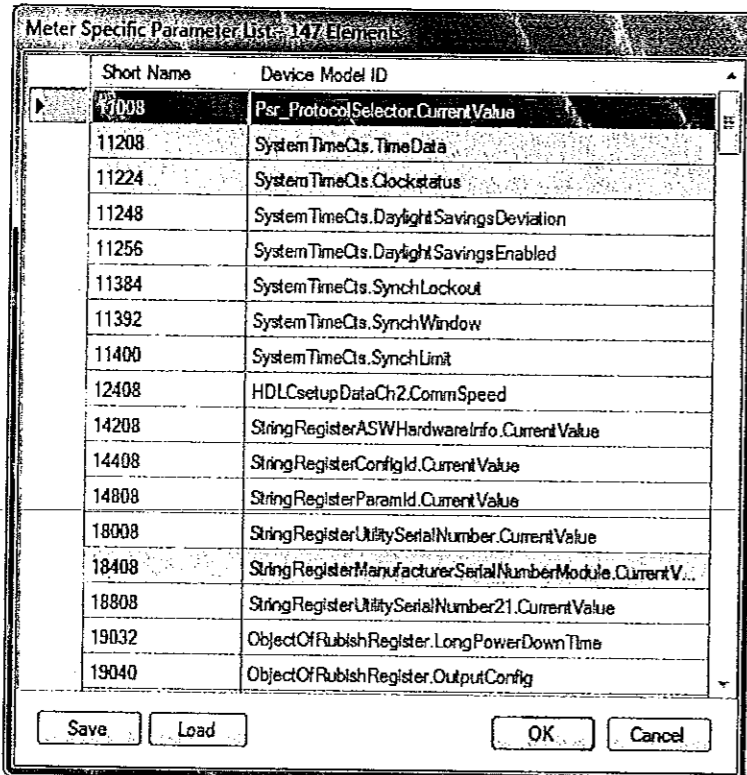 Meter Specific Parameter List - 147 Elements
Short Name Device Model ID
11008 Psr_ProtocolSelector.CurrentValue
11208 SystemTimeCts.TimeData
11224 SystemTimeCts.Clockstatus
11248 SystemTimeCts.DaylightSavingsDeviation
11256 SystemTimeCts.DaylightSavingsEnabled
11384 SystemTimeCts.SynchLockout
11392 SystemTimeCts.SynchWindow
11400 SystemTimeCts.SynchLimit
12408 HDLCsetupDataCh2.CommSpeed
14208 StringRegisterASWHardwareInfo.CurrentValue
14408 StringRegisterConfigId.CurrentValue
14808 StringRegisterParamId.CurrentValue
18008 StringRegisterUtilitySerialNumber.CurrentValue
18408 StringRegisterManufacturerSerialNumberModule.CurrentV...
18808 StringRegisterUtilitySerialNumber21.CurrentValue
19032 ObjectOfRubishRegister.LongPowerDownTime
19040 ObjectOfRubishRegister.OutputConfig
Save Load OK Cancel